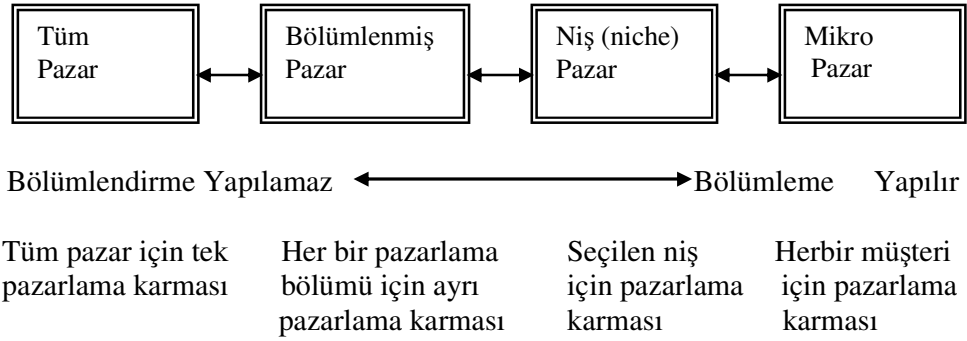 Tüm
Pazar
Bölümlenmiş
Pazar
Niş (niche)
Pazar
Mikro
Pazar
Bölümlendirme Yapılamaz
Bölümleme Yapılır
Tüm pazar için tek
pazarlama karması
Her bir pazarlama
bölümü için ayrı
pazarlama karması
Seçilen niş
için pazarlama
karması
Herbir müşteri
için pazarlama
karması